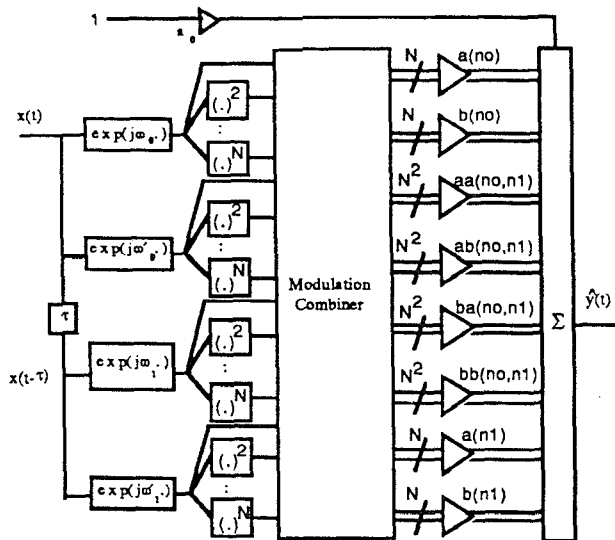 1
a₀
N a(no)
x(t) exp(jω₀.) (.)² : (.)ᴺ
N b(no)
N² aa(no,n1)
exp(jω'₀.) (.)² : (.)ᴺ
N² ab(no,n1)
Modulation
Combiner
τ
N² ba(no,n1)
Σ ŷ(t)
x(t-τ) exp(jω₁.) (.)² : (.)ᴺ
N² bb(no,n1)
N a(n1)
exp(jω'₁.) (.)² : (.)ᴺ
N b(n1)